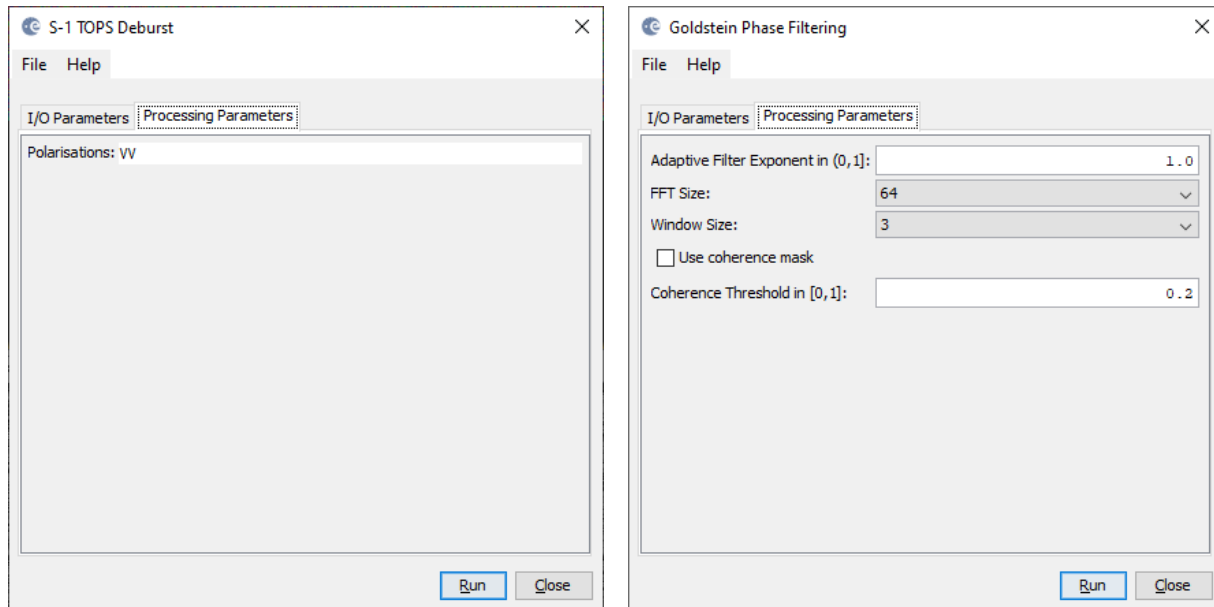 S-1 TOPS Deburst
File Help
I/O Parameters Processing Parameters
Polarisations: VV
Run Close
Goldstein Phase Filtering
File Help
I/O Parameters Processing Parameters
Adaptive Filter Exponent in (0,1]: 1.0
FFT Size: 64
Window Size: 3
Use coherence mask
Coherence Threshold in [0,1]: 0.2
Run Close